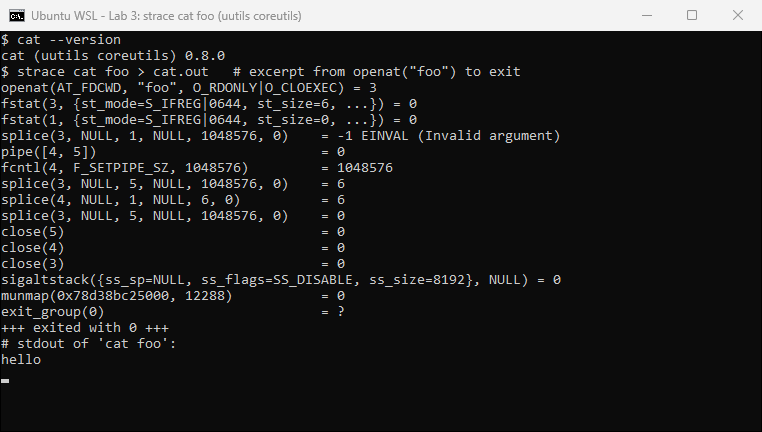 Ubuntu WSL - Lab 3: strace cat foo (uutils coreutils)
$ cat --version
cat (uutils coreutils) 0.8.0
$ strace cat foo > cat.out   # excerpt from openat("foo") to exit
openat(AT_FDCWD, "foo", O_RDONLY|O_CLOEXEC) = 3
fstat(3, {st_mode=S_IFREG|0644, st_size=6, ...}) = 0
fstat(1, {st_mode=S_IFREG|0644, st_size=0, ...}) = 0
splice(3, NULL, 1, NULL, 1048576, 0)    = -1 EINVAL (Invalid argument)
pipe([4, 5])                            = 0
fcntl(4, F_SETPIPE_SZ, 1048576)         = 1048576
splice(3, NULL, 5, NULL, 1048576, 0)    = 6
splice(4, NULL, 1, NULL, 6, 0)          = 6
splice(3, NULL, 5, NULL, 1048576, 0)    = 0
close(5)                                = 0
close(4)                                = 0
close(3)                                = 0
sigaltstack({ss_sp=NULL, ss_flags=SS_DISABLE, ss_size=8192}, NULL) = 0
munmap(0x78d38bc25000, 12288)           = 0
exit_group(0)                           = ?
+++ exited with 0 +++
# stdout of 'cat foo':
hello